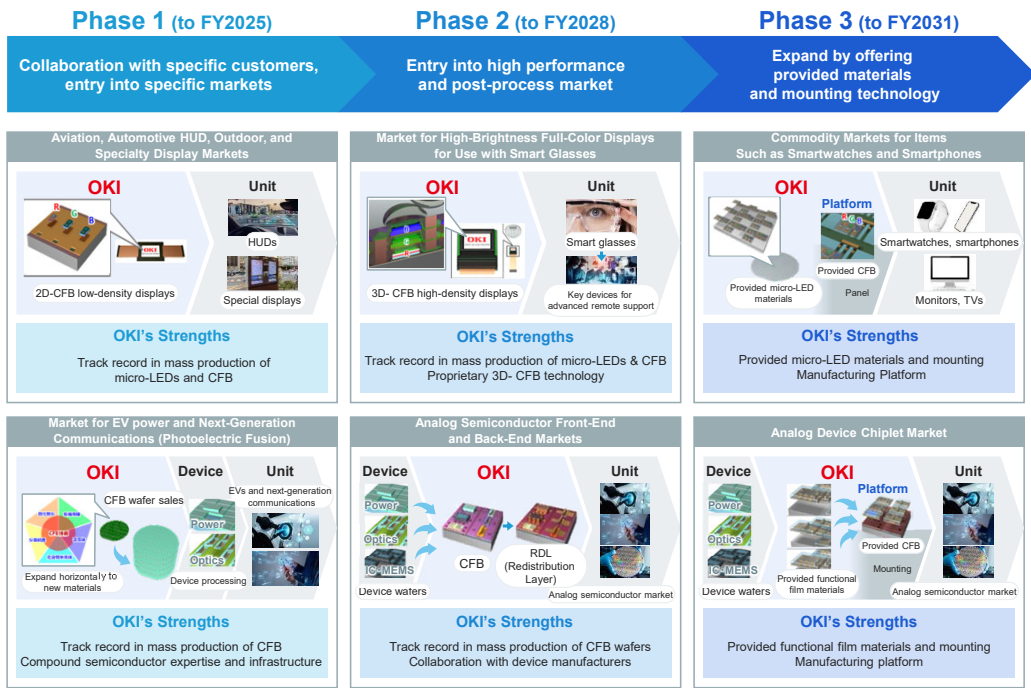 Phase 1 (to FY2025)
Phase 2 (to FY2028)
Phase 3 (to FY2031)
Collaboration with specific customers,
entry into specific markets
Entry into high performance
and post-process market
Expand by offering
provided materials
and mounting technology
Aviation, Automotive HUD, Outdoor, and
Specialty Display Markets
OKI
Unit
R
G
B
OKI
HUDs
2D-CFB low-density displays
Special displays
OKI's Strengths
Track record in mass production of
micro-LEDs and CFB
Market for High-Brightness Full-Color Displays
for Use with Smart Glasses
OKI
Unit
OKI
Smart glasses
3D- CFB high-density displays
Key devices for
advanced remote support
OKI's Strengths
Track record in mass production of micro-LEDs & CFB
Proprietary 3D- CFB technology
Commodity Markets for Items
Such as Smartwatches and Smartphones
OKI
Unit
Platform
R
G
B
Smartwatches, smartphones
Provided CFB
Provided micro-LED
materials
Panel
Monitors, TVs
OKI's Strengths
Provided micro-LED materials and mounting
Manufacturing Platform
Market for EV power and Next-Generation
Communications (Photoelectric Fusion)
OKI
Device
Unit
CFB wafer sales
EVs and next-generation
communications
Power
Optics
Expand horizontally to
new materials
Device processing
OKI's Strengths
Track record in mass production of CFB
Compound semiconductor expertise and infrastructure
Analog Semiconductor Front-End
and Back-End Markets
Device
OKI
Unit
Power
Optics
IC-MEMS
CFB
RDL
(Redistribution
Layer)
Device wafers
Analog semiconductor market
OKI's Strengths
Track record in mass production of CFB wafers
Collaboration with device manufacturers
Analog Device Chiplet Market
Device
OKI
Unit
Platform
Power
Optics
IC-MEMS
Provided CFB
Mounting
Provided functional
film materials
Device wafers
Analog semiconductor market
OKI's Strengths
Provided functional film materials and mounting
Manufacturing platform